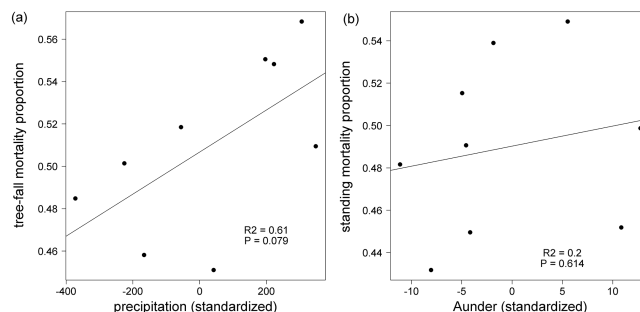 (a)
tree-fall mortality proportion
0.56
0.54
0.52
0.50
0.48
0.46
R2 = 0.61
P = 0.079
-400
-200
0
200
precipitation (standardized)
(b)
standing mortality proportion
0.54
0.52
0.50
0.48
0.46
0.44
R2 = 0.2
P = 0.614
-10
-5
0
5
10
Aunder (standardized)